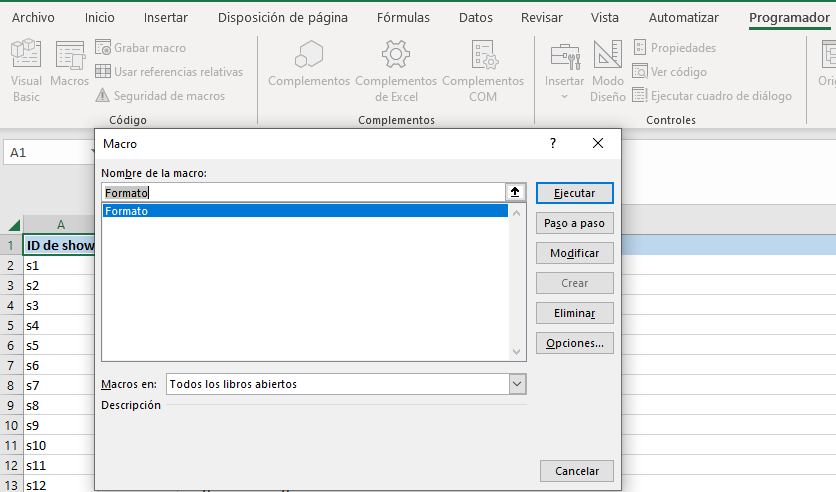 Archivo Inicio Insertar Disposición de página Fórmulas Datos Revisar Vista Automatizar Programador
Visual Basic
Macros
Grabar macro
Usar referencias relativas
Seguridad de macros
Código
Complementos
Complementos de Excel
Complementos COM
Complementos
Insertar
Modo Diseño
Propiedades
Ver código
Ejecutar cuadro de diálogo
Controles
A1
Macro ?
Nombre de la macro:
Formato
Formato
Ejecutar
Paso a paso
Modificar
Crear
Eliminar
Opciones...
Macros en: Todos los libros abiertos
Descripción
Cancelar
A
1 ID de show
2 s1
3 s2
4 s3
5 s4
6 s5
7 s6
8 s7
9 s8
10 s9
11 s10
12 s11
13 s12